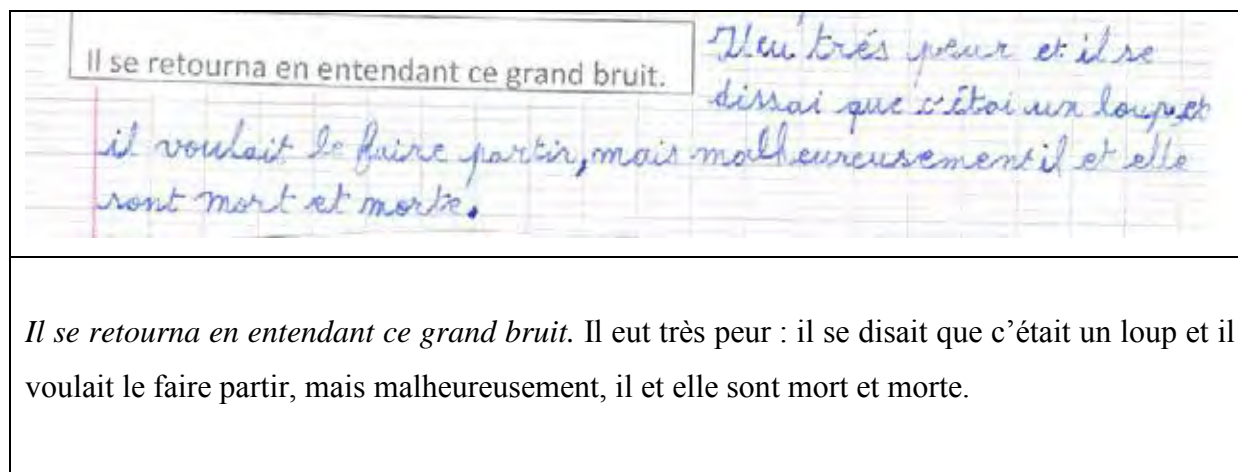 Il se retourna en entendant ce grand bruit.
Il eu trés peur et il se
dissai que c'étoi un loup et
il voulait le faire partir, mais malheureusement il et elle
sont mort et morte.
Il se retourna en entendant ce grand bruit. Il eut très peur : il se disait que c’était un loup et il
voulait le faire partir, mais malheureusement, il et elle sont mort et morte.